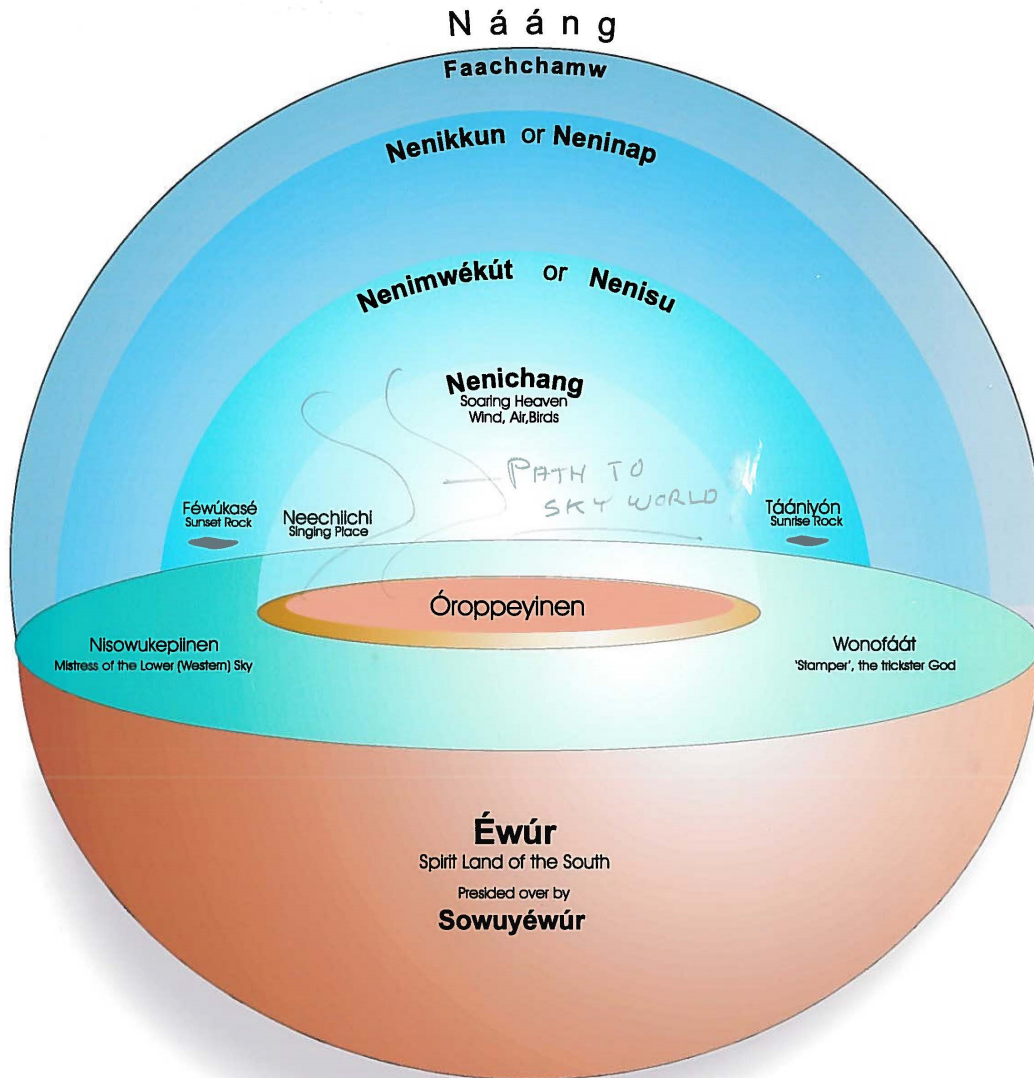 Nááng
Faachchamw
Nenikkun or Neninap
Nenimwékút or Nenisu
Nenichang
Soaring Heaven
Wind, Air,Birds
PATH TO
SKY WORLD
Féwúkasé
Sunset Rock
Neechiichi
Singing Place
Táániyón
Sunrise Rock
Óroppeyinen
Nisowukepiinen
Mistress of the Lower (Western) Sky
Wonofáát
'Stamper', the trickster God
Éwúr
Spirit Land of the South
Presided over by
Sowuyéwúr